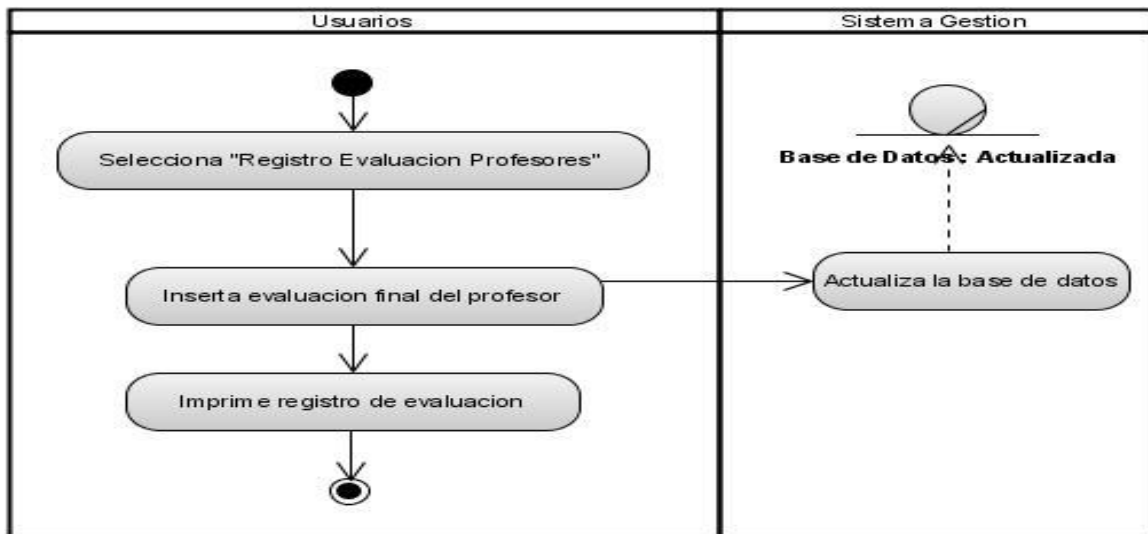 Usuarios
Sistema Gestion
Selecciona "Registro Evaluacion Profesores"
Base de Datos : Actualizada
Inserta evaluacion final del profesor
Actualiza la base de datos
Imprime registro de evaluacion